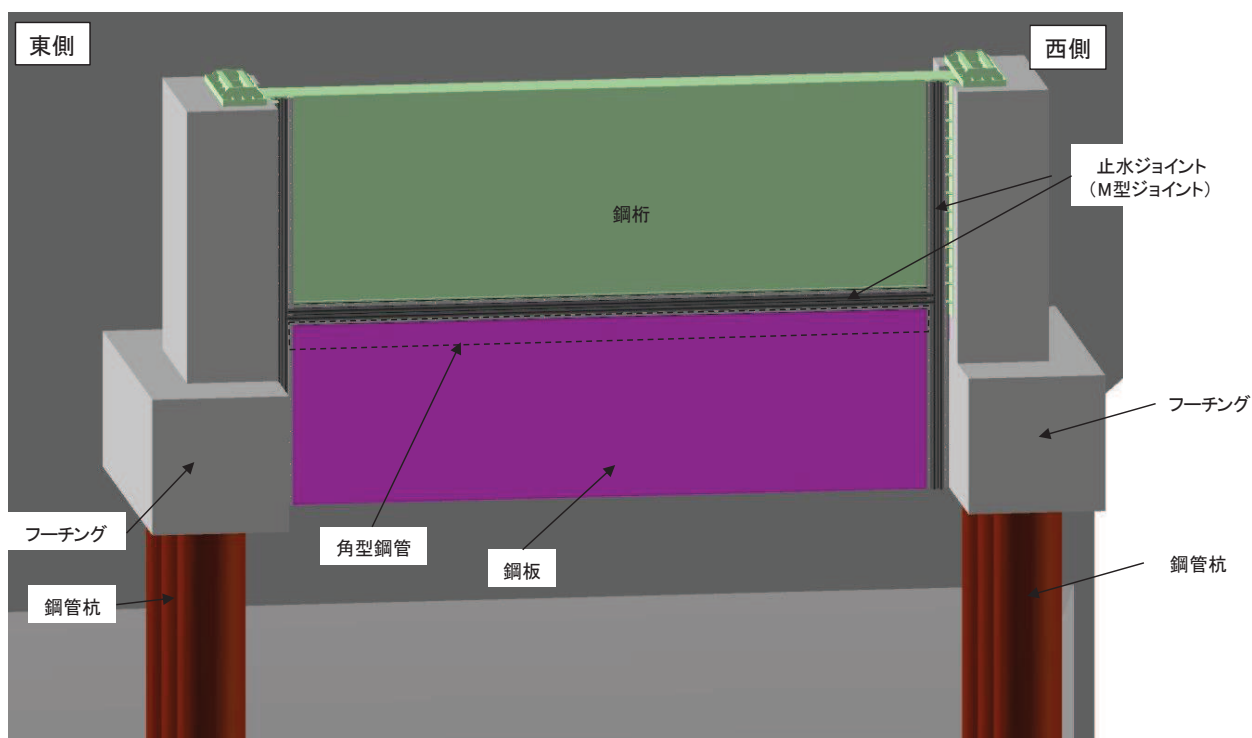 東側
西側
止水ジョイント
（M型ジョイント）
鋼桁
フーチング
フーチング
角型鋼管
鋼板
鋼管杭
鋼管杭